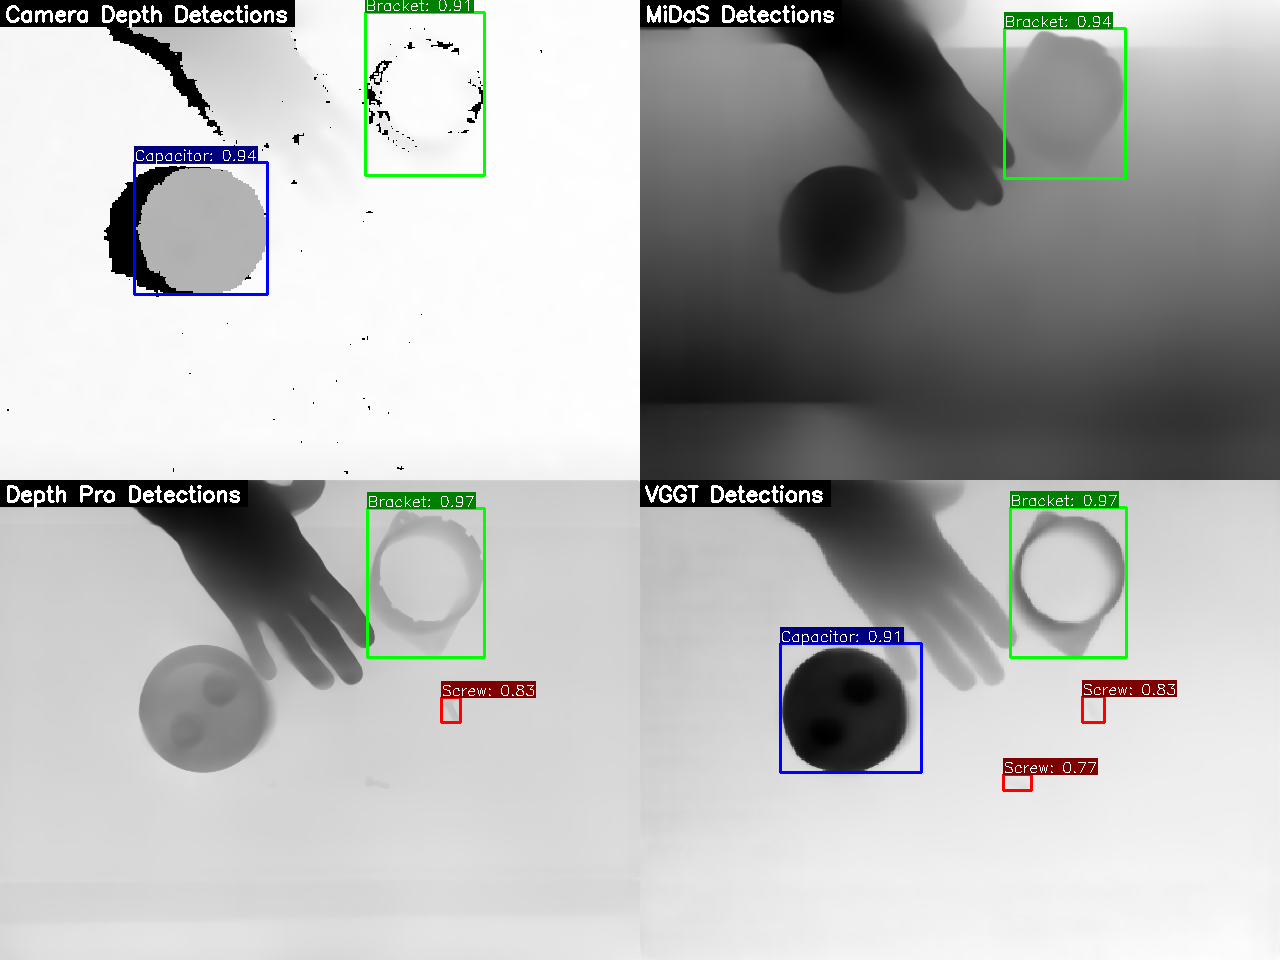 Camera Depth Detections
Bracket: 0.91
Capacitor: 0.94
MiDaS Detections
Bracket: 0.94
Depth Pro Detections
Bracket: 0.97
Screw: 0.83
VGGT Detections
Bracket: 0.97
Capacitor: 0.91
Screw: 0.83
Screw: 0.77